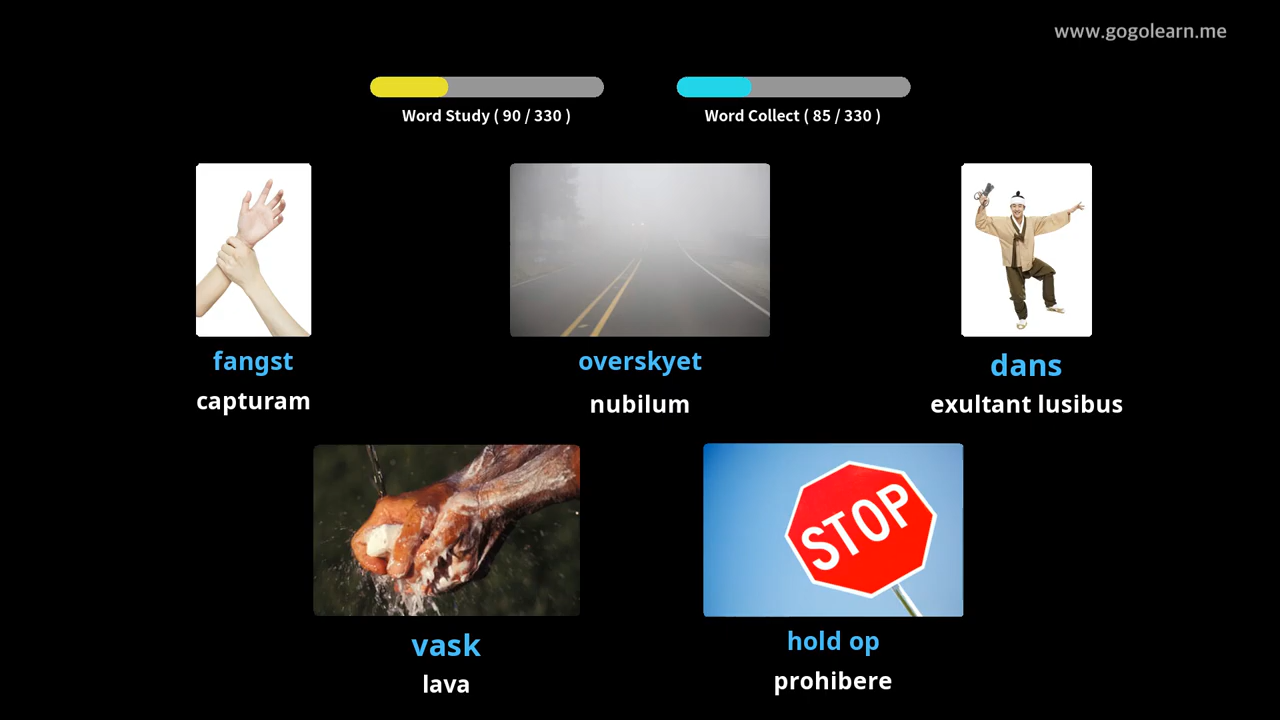 www.gogolearn.me
Word Study ( 90 / 330 )
Word Collect ( 85 / 330 )
fangst
capturam
overskyet
nubilum
dans
exultant lusibus
STOP
vask
lava
hold op
prohibere